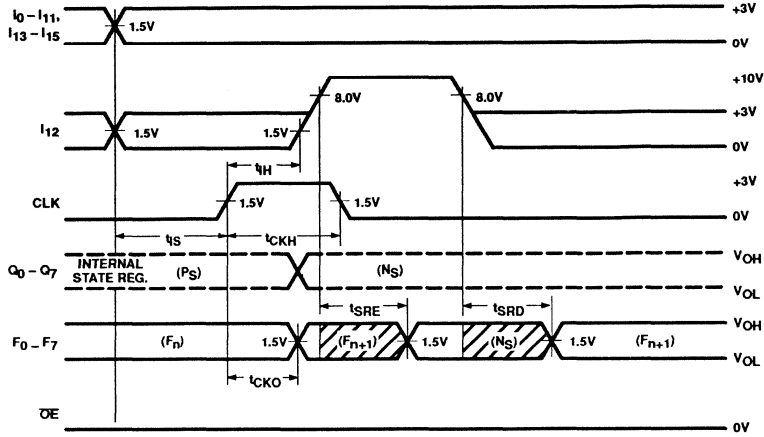 I0 – I11,
I13 – I15
1.5V
+3V
0V
+10V
8.0V
8.0V
+3V
I12
1.5V
1.5V
0V
tIH
+3V
CLK
1.5V
1.5V
0V
tIS
tCKH
Q0 – Q7
INTERNAL
STATE REG.
(PS)
(NS)
VOH
VOL
tSRE
tSRD
VOH
F0 – F7
(Fn)
1.5V
(Fn+1)
1.5V
(NS)
1.5V
(Fn+1)
VOL
tCKO
OE
0V